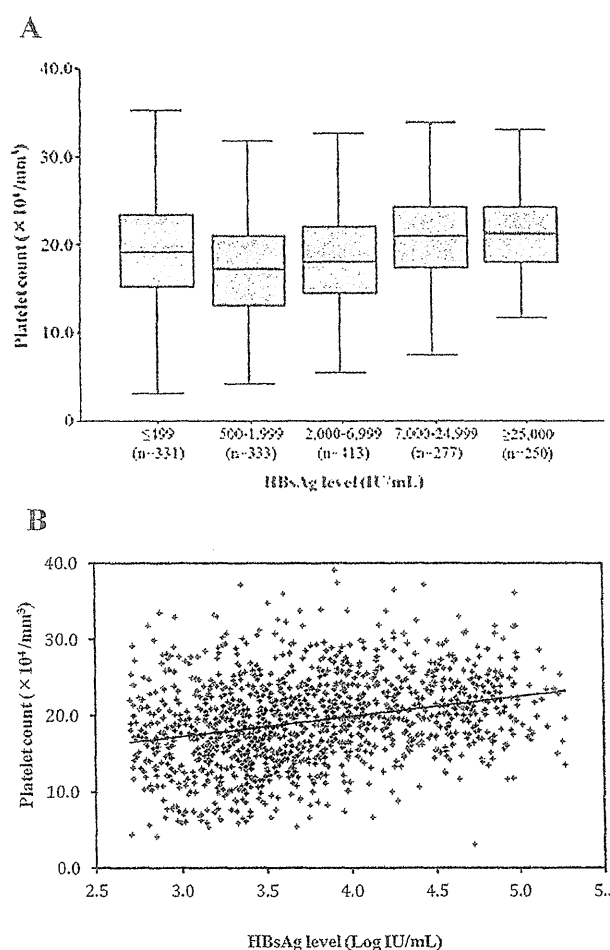 A
40.0
30.0
20.0
10.0
0
Platelet count (×10⁴/mm³)
≤499 500-1,999 2,000-6,999 7,000-24,999 ≥25,000
(n=331) (n=333) (n=413) (n=277) (n=250)
HBsAg level (IU/mL)
B
40.0
30.0
20.0
10.0
0.0
Platelet count (×10⁴/mm³)
2.5 3.0 3.5 4.0 4.5 5.0 5.
HBsAg level (Log IU/mL)